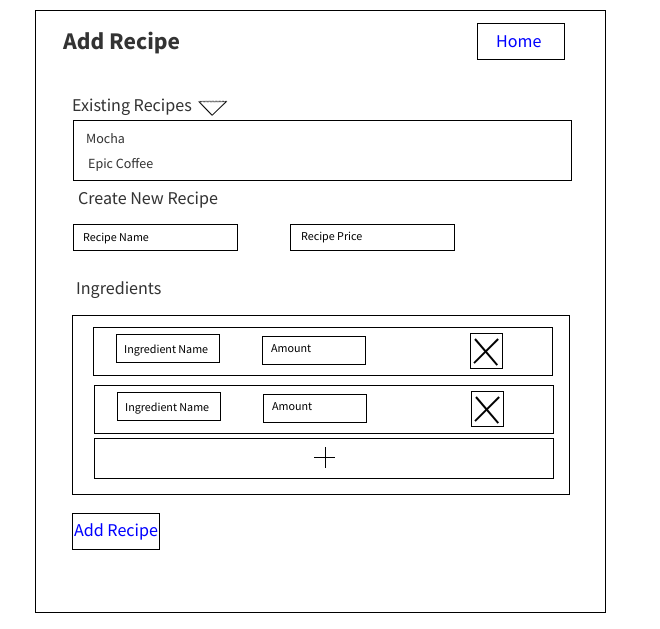 Add Recipe
Home
Existing Recipes
Mocha
Epic Coffee
Create New Recipe
Recipe Name
Recipe Price
Ingredients
Ingredient Name
Amount
Ingredient Name
Amount
Add Recipe